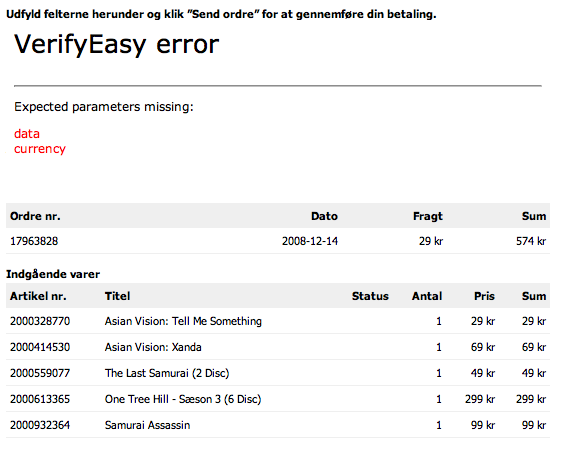 Udfyld felterne herunder og klik ”Send ordre” for at gennemføre din betaling.
VerifyEasy error
Expected parameters missing:
data
currency
Ordre nr. Dato Fragt Sum
17963828 2008-12-14 29 kr 574 kr
Indgående varer
Artikel nr. Titel Status Antal Pris Sum
2000328770 Asian Vision: Tell Me Something 1 29 kr 29 kr
2000414530 Asian Vision: Xanda 1 69 kr 69 kr
2000559077 The Last Samurai (2 Disc) 1 49 kr 49 kr
2000613365 One Tree Hill - Sæson 3 (6 Disc) 1 299 kr 299 kr
2000932364 Samurai Assassin 1 99 kr 99 kr